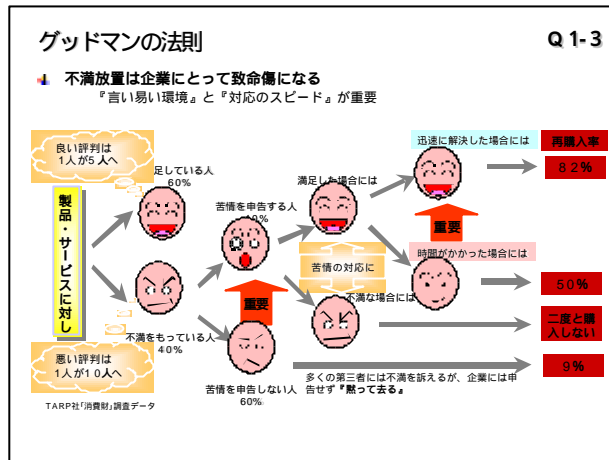 グッドマンの法則
Q 1-3
不満放置は企業にとって致命傷になる
『言い易い環境』と『対応のスピード』が重要
良い評判は
1人が5人へ
足している人
60%
製品・サービスに対し
不満をもっている人
40%
悪い評判は
1人が10人へ
苦情を申告する人
0%
重要
苦情を申告しない人
60%
満足した場合には
苦情の対応に
不満な場合には
迅速に解決した場合には
重要
時間がかかった場合には
再購入率
82%
50%
二度と購
入しない
9%
多くの第三者には不満を訴えるが、企業には申
告せず『黙って去る』
TARP社「消費財」調査データ